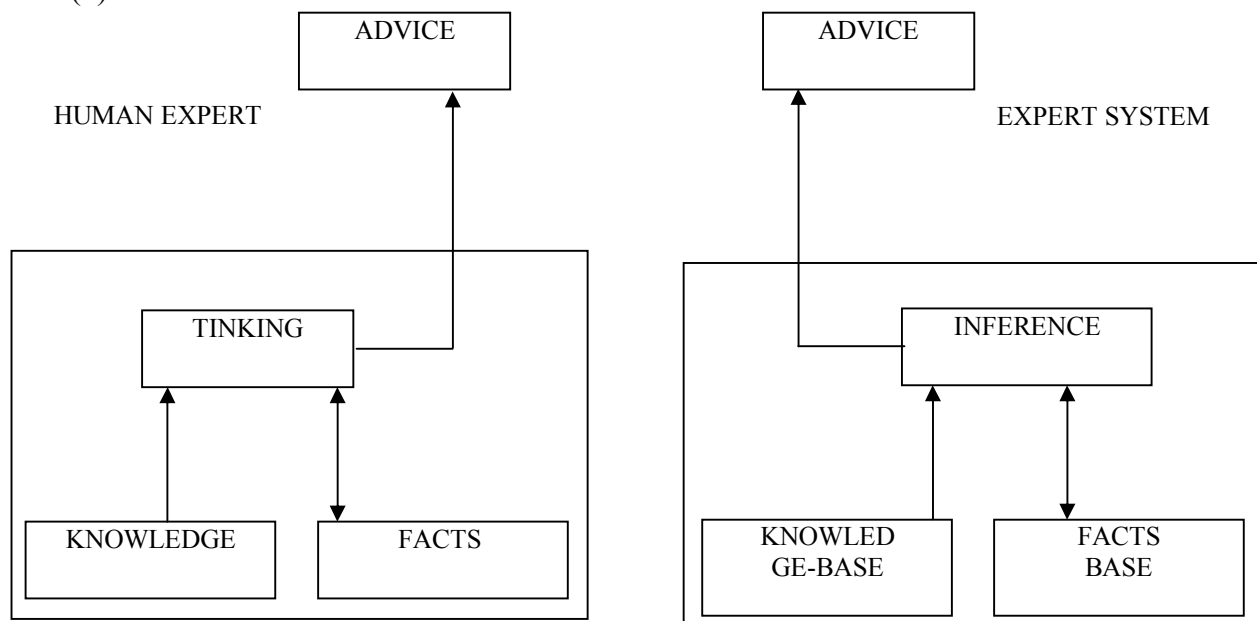 ADVICE
ADVICE
HUMAN EXPERT
EXPERT SYSTEM
TINKING
INFERENCE
KNOWLEDGE
FACTS
KNOWLED
GE-BASE
FACTS
BASE